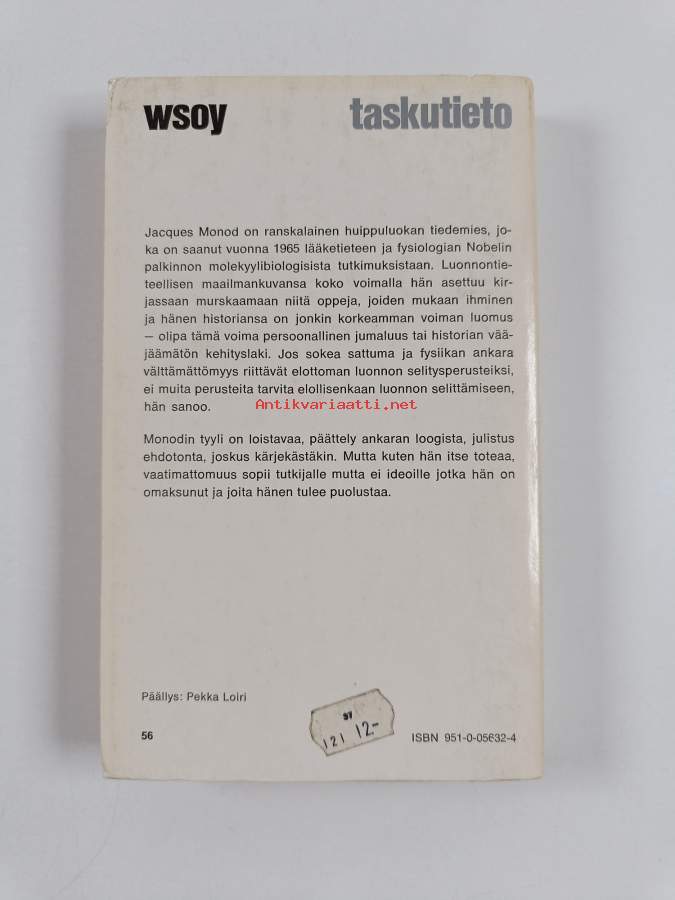 wsoy taskutieto
Jacques Monod on ranskalainen huippuluokan tiedemies, jo-
ka on saanut vuonna 1965 lääketieteen ja fysiologian Nobelin
palkinnon molekyylibiologisista tutkimuksistaan. Luonnontie-
teellisen maailmankuvansa koko voimalla hän asettuu kir-
jassaan murskaamaan niitä oppeja, joiden mukaan ihminen
ja hänen historiansa on jonkin korkeamman voiman luomus
— olipa tämä voima persoonallinen jumaluus tai historian vää-
jäämätön kehityslaki. Jos sokea sattuma ja fysiikan ankara
välttämättömyys riittävät elottoman luonnon selitysperusteiksi,
ei muita perusteita tarvita elollisenkaan luonnon selittämiseen,
hän sanoo.
Antikvariaatti.net
Monodin tyyli on loistavaa, päättely ankaran loogista, julistus
ehdotonta, joskus kärjekästäkin. Mutta kuten hän itse toteaa,
vaatimattomuus sopii tutkijalle mutta ei ideoille jotka hän on
omaksunut ja joita hänen tulee puolustaa.
Päällys: Pekka Loiri
37
121 12-
56
ISBN 951-0-05632-4